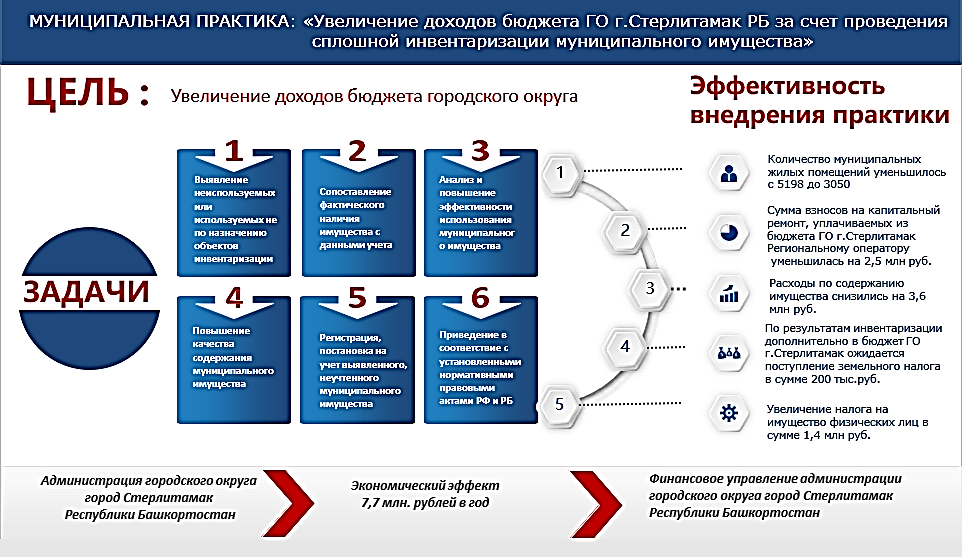 МУНИЦИПАЛЬНАЯ ПРАКТИКА: «Увеличение доходов бюджета ГО г.Стерлитамак РБ за счет проведения
сплошной инвентаризации муниципального имущества»
ЦЕЛЬ :
Увеличение доходов бюджета городского округа
Эффективность
внедрения практики
ЗАДАЧИ
1
Выявление
неиспользуемых
или
используемых не
по назначению
объектов
инвентаризации
2
Сопоставление
фактического
наличия
имущества с
данными учета
3
Анализ и
повышение
эффективности
использования
муниципальног
о имущества
4
Повышение
качества
содержания
муниципального
имущества
5
Регистрация,
постановка на
учет выявленного,
неучтенного
муниципального
имущества
6
Приведение в
соответствие с
установленными
нормативными
правовыми
актами РФ и РБ
1
Количество муниципальных
жилых помещений уменьшилось
с 5198 до 3050
2
Сумма взносов на капитальный
ремонт, уплачиваемых из
бюджета ГО г.Стерлитамак
Региональному оператору
уменьшилась на 2,5 млн руб.
3
Расходы по содержанию
имущества снизились на 3,6
млн руб.
4
По результатам инвентаризации
дополнительно в бюджет ГО
г.Стерлитамак ожидается
поступление земельного налога
в сумме 200 тыс.руб.
5
Увеличение налога на
имущество физических лиц в
сумме 1,4 млн руб.
Администрация городского округа
город Стерлитамак
Республики Башкортостан
Экономический эффект
7,7 млн. рублей в год
Финансовое управление администрации
городского округа город Стерлитамак
Республики Башкортостан